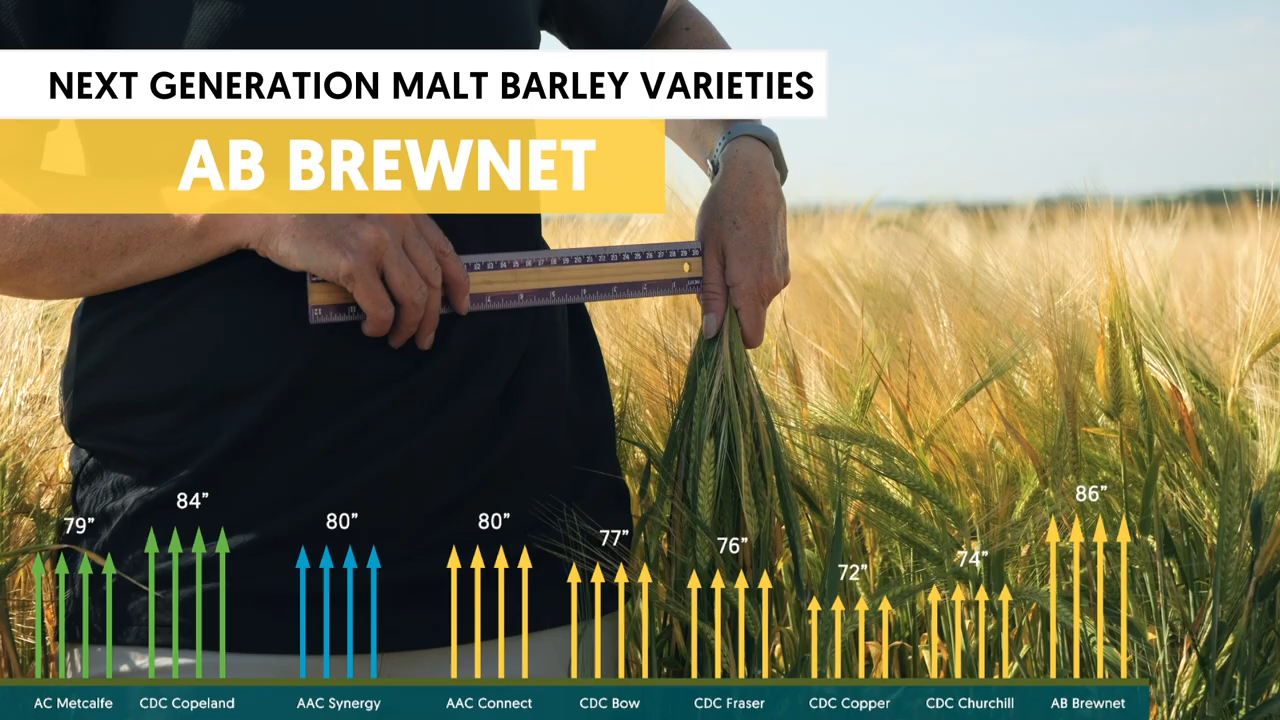 NEXT GENERATION MALT BARLEY VARIETIES
AB BREWNET
79” 84” 80” 80” 77” 76” 72” 74” 86”
AC Metcalfe CDC Copeland AAC Synergy AAC Connect CDC Bow CDC Fraser CDC Copper CDC Churchill AB Brewnet